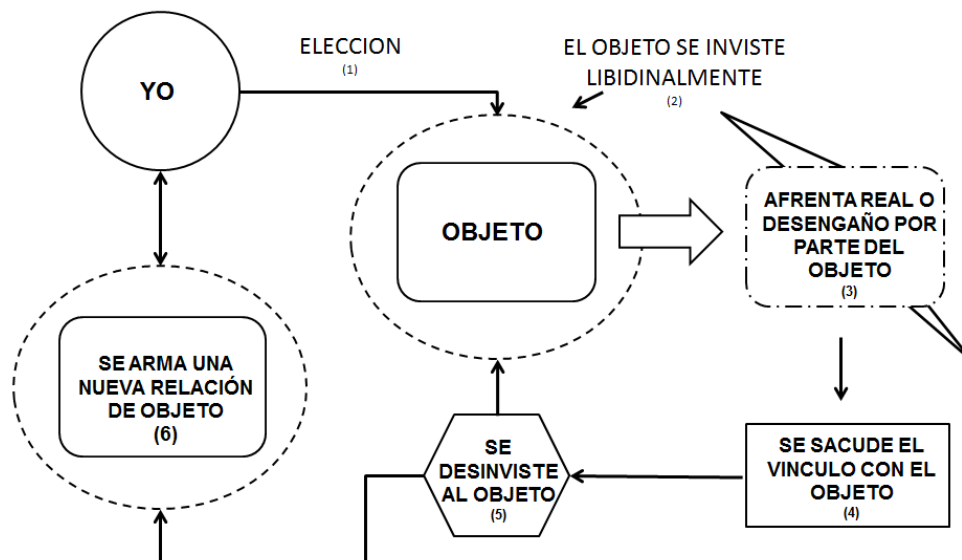 YO
ELECCION
(1)
EL OBJETO SE INVISTE
LIBIDINALMENTE
(2)
OBJETO
AFRENTA REAL O
DESENGAÑO POR
PARTE DEL
OBJETO
(3)
SE SACUDE EL
VINCULO CON EL
OBJETO
(4)
SE
DESINVISTE
AL OBJETO
(5)
SE ARMA UNA
NUEVA RELACIÓN
DE OBJETO
(6)